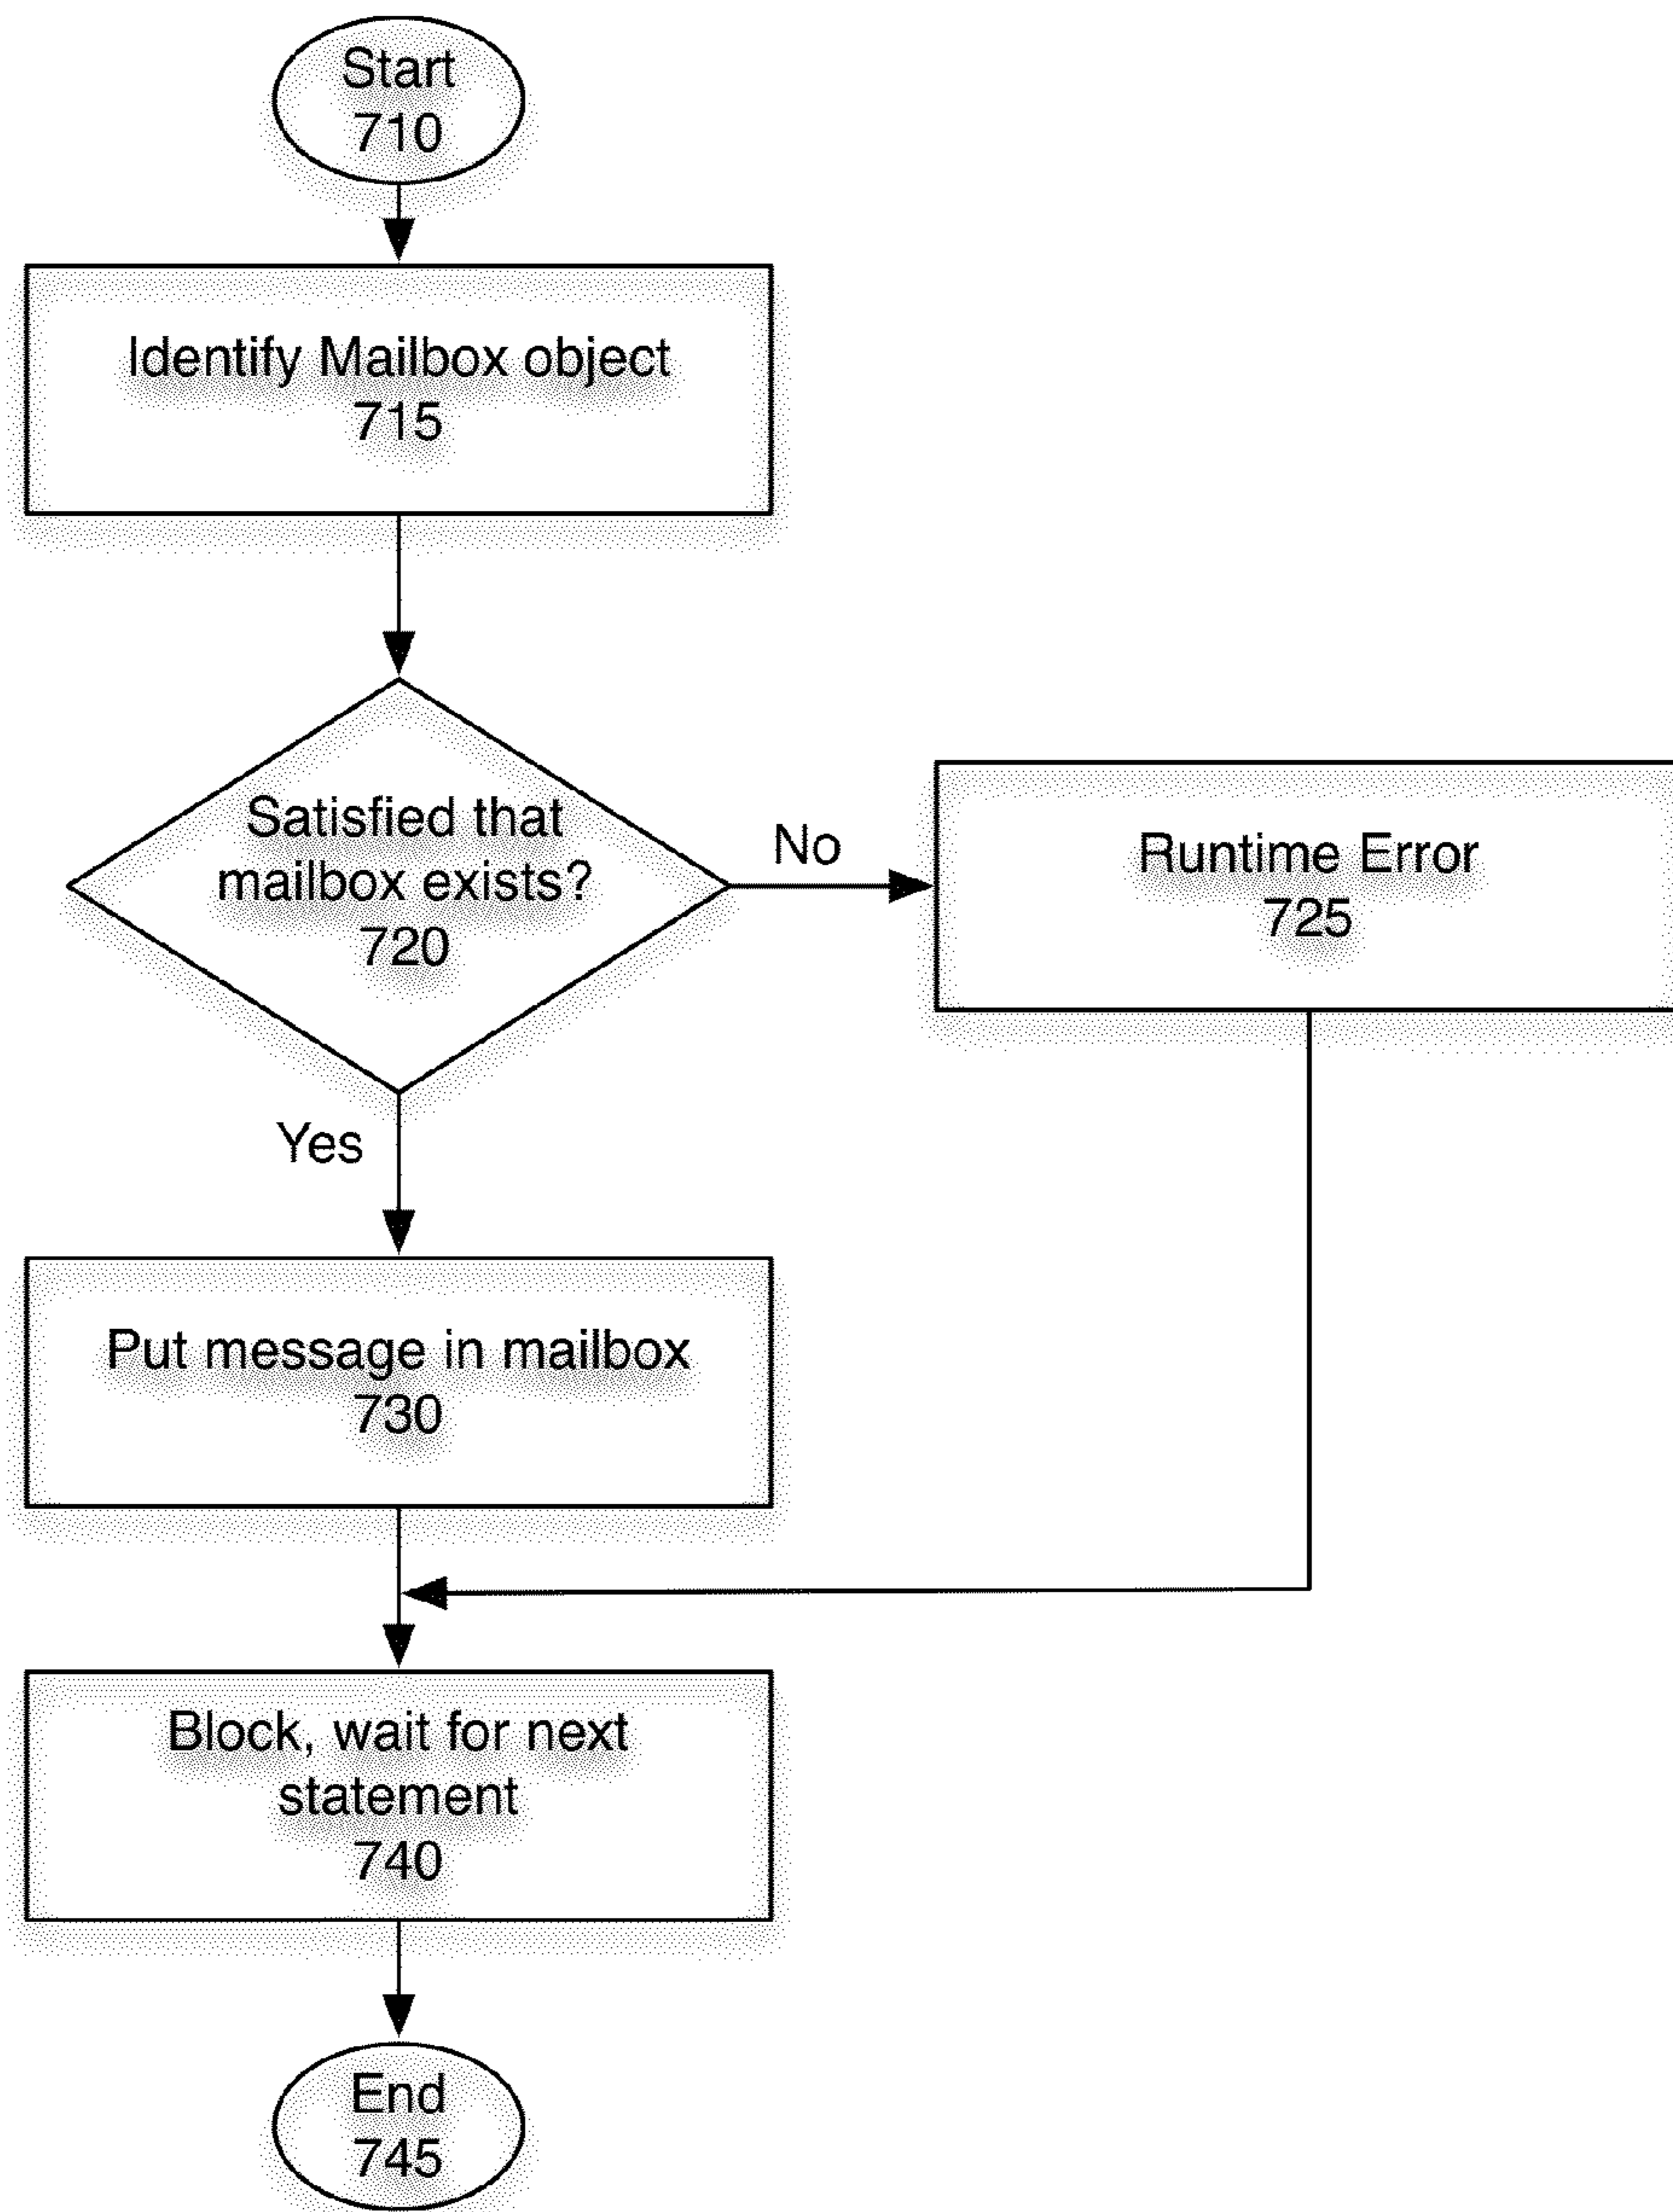 Start
710
Identify Mailbox object
715
Satisfied that
mailbox exists?
720
No
Runtime Error
725
Yes
Put message in mailbox
730
Block, wait for next
statement
740
End
745